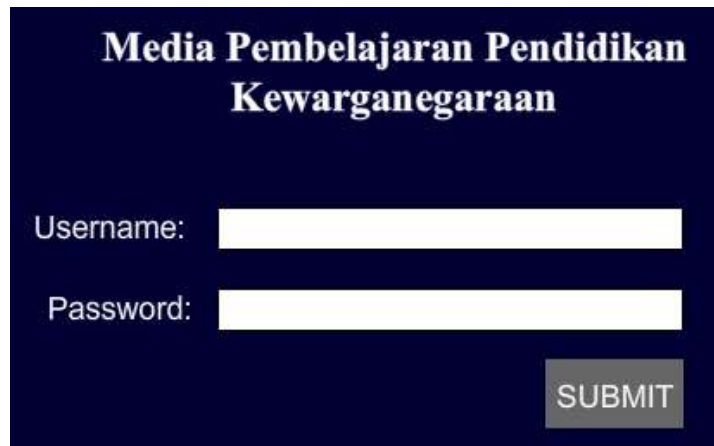 Media Pembelajaran Pendidikan
Kewarganegaraan
Username:
Password:
SUBMIT